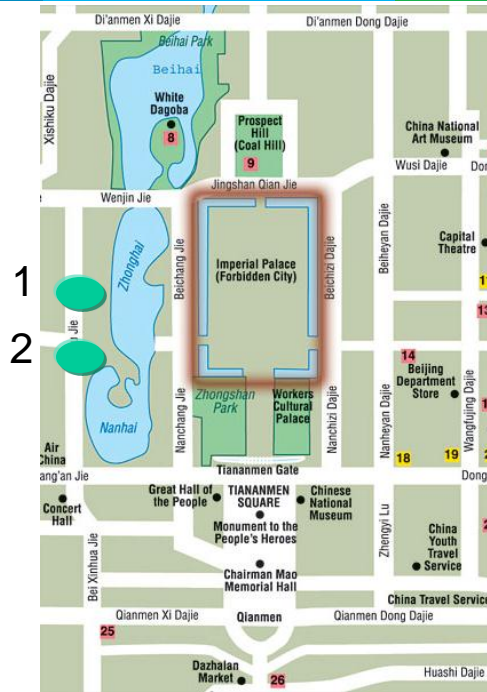 Di'anmen Xi Dajie
Di'anmen Dong Dajie
Beihai Park
Beihai
Xishiku Dajie
White
Dagoba
8
Prospect
Hill
(Coal Hill)
9
China National
Art Museum
Wusi Dajie
Jingshan Qian Jie
Wenjin Jie
Zhonghai
Beichang Jie
Imperial Palace
(Forbidden City)
Beichizi Dajie
Beiheyan Dajie
Capital
Theatre
1
2
Jie
14
Beijing
Department
Store
Wangfujing Dajie
Nanhai
Nanchang Jie
Zhongshan
Park
Workers
Cultural
Palace
Nanchizi Dajie
Nanheyan Dajie
18
19
Air
China
ang'an Jie
Tiananmen Gate
Dong
Concert
Hall
Great Hall of
the People
TIANANMEN
SQUARE
Chinese
National
Museum
Monument to the
People's Heroes
Zhengyi Lu
China
Youth
Travel
Service
Bei Xinhua Jie
Chairman Mao
Memorial Hall
China Travel Service
Qianmen Xi Dajie
Qianmen
Qianmen Dong Dajie
25
Dazhalan
Market
26
Huashi Dajie